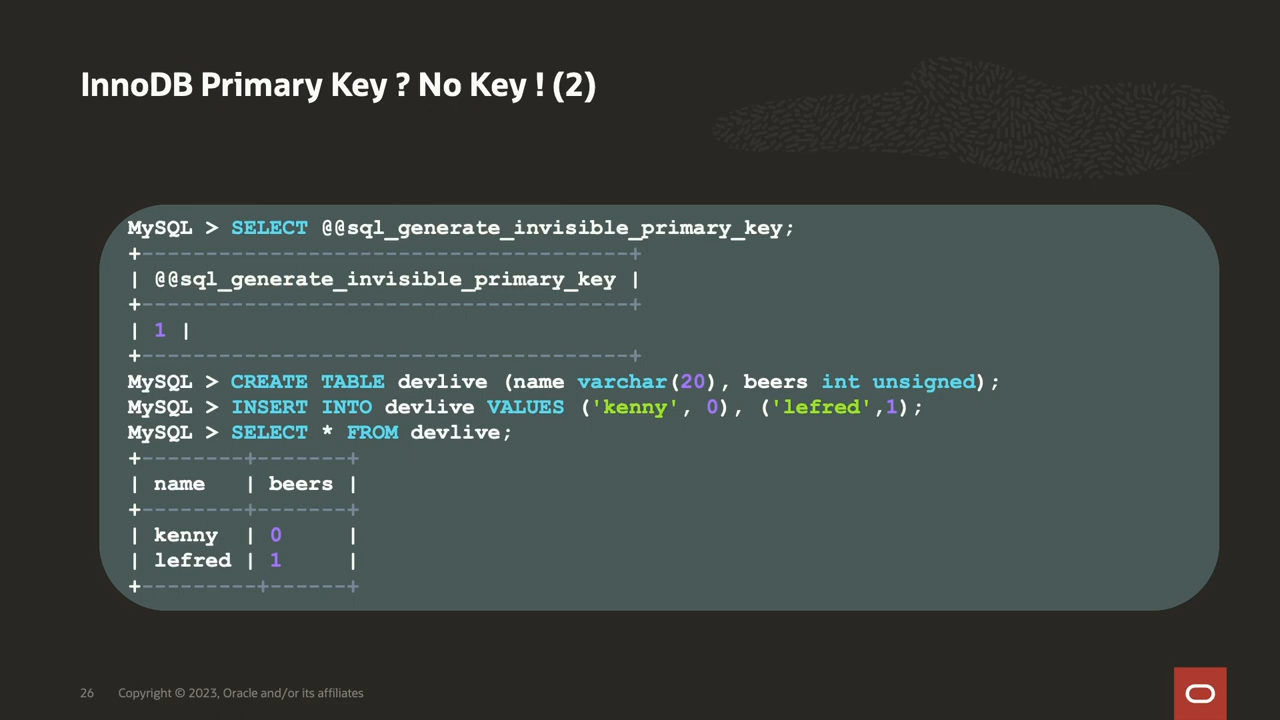 InnoDB Primary Key ? No Key ! (2)
MySQL > SELECT @@sql_generate_invisible_primary_key;
+--------------------------------------+
| @@sql_generate_invisible_primary_key |
+--------------------------------------+
| 1 |
+--------------------------------------+
MySQL > CREATE TABLE devlive (name varchar(20), beers int unsigned);
MySQL > INSERT INTO devlive VALUES ('kenny', 0), ('lefred',1);
MySQL > SELECT * FROM devlive;
+--------+-------+
| name   | beers |
+--------+-------+
| kenny  | 0     |
| lefred | 1     |
+---------+------+
26 Copyright © 2023, Oracle and/or its affiliates